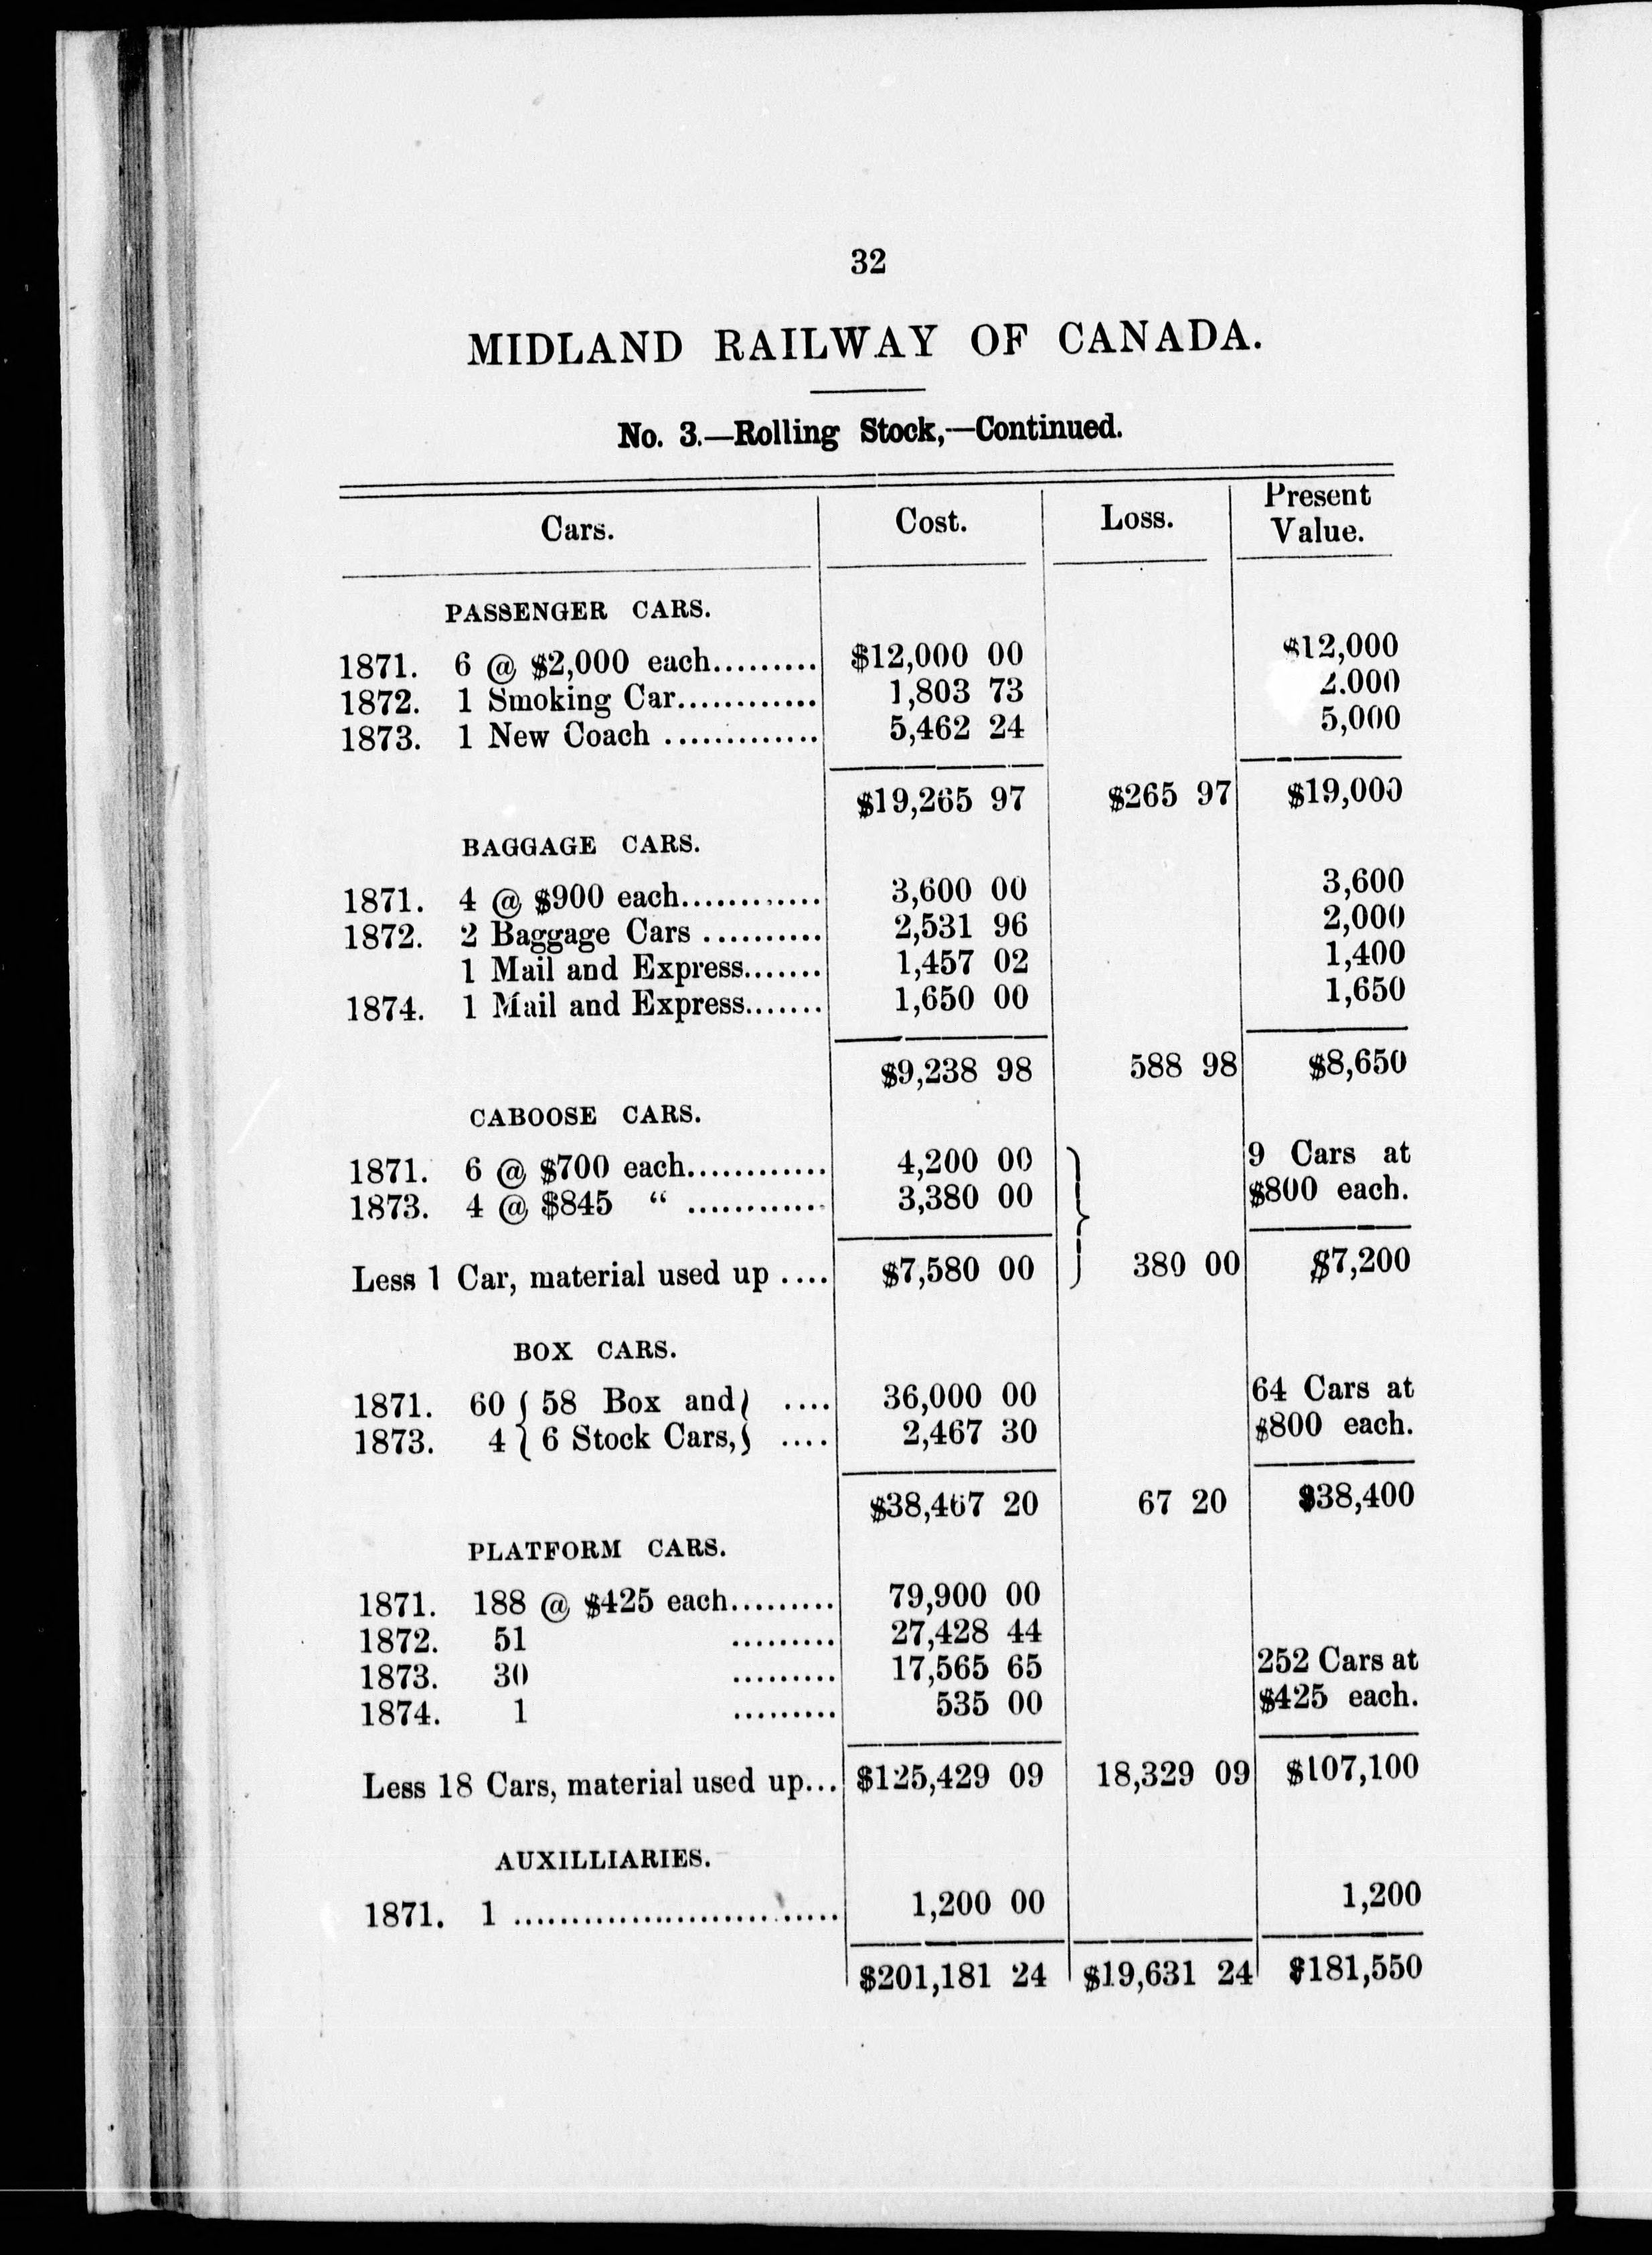 32
MIDLAND RAILWAY OF CANADA.
No. 3.—Rolling Stock,—Continued.
Cars. Cost. Loss. Present Value.
PASSENGER CARS.
1871. 6 @ $2,000 each......... $12,000 00 $12,000
1872. 1 Smoking Car............ 1,803 73 2.000
1873. 1 New Coach ............. 5,462 24 5,000
$19,265 97 $265 97 $19,000
BAGGAGE CARS.
1871. 4 @ $900 each............ 3,600 00 3,600
1872. 2 Baggage Cars .......... 2,531 96 2,000
1 Mail and Express....... 1,457 02 1,400
1874. 1 Mail and Express....... 1,650 00 1,650
$9,238 98 588 98 $8,650
CABOOSE CARS.
1871. 6 @ $700 each............ 4,200 00 9 Cars at
1873. 4 @ $845 “ ............ 3,380 00 $800 each.
Less 1 Car, material used up .... $7,580 00 380 00 $7,200
BOX CARS.
1871. 60 { 58 Box and } .... 36,000 00 64 Cars at
1873. 4 { 6 Stock Cars, } .... 2,467 30 $800 each.
$38,467 20 67 20 $38,400
PLATFORM CARS.
1871. 188 @ $425 each......... 79,900 00
1872. 51 ......... 27,428 44
1873. 30 ......... 17,565 65 252 Cars at
1874. 1 ......... 535 00 $425 each.
Less 18 Cars, material used up... $125,429 09 18,329 09 $107,100
AUXILLIARIES.
1871. 1 ............................ 1,200 00 1,200
$201,181 24 $19,631 24 $181,550